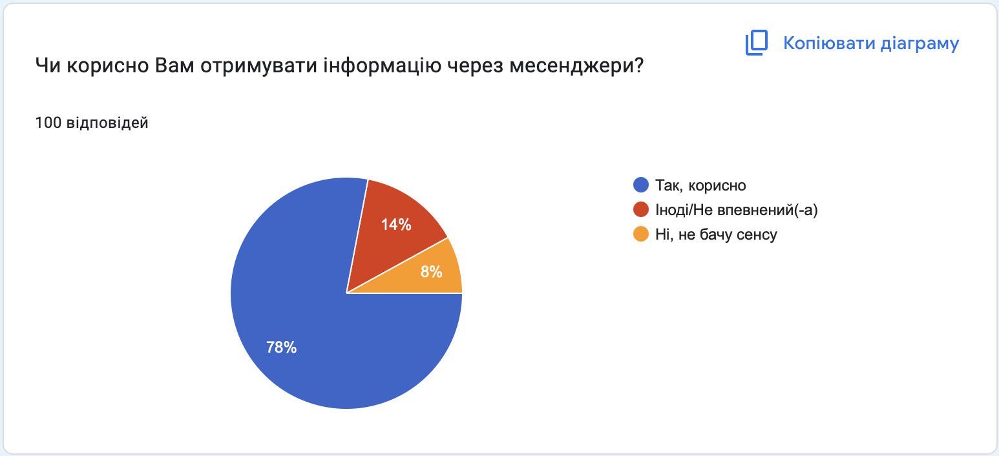 Копіювати діаграму
Чи корисно Вам отримувати інформацію через месенджери?
100 відповідей
Так, корисно
Іноді/Не впевнений(-а)
Ні, не бачу сенсу
14%
8%
78%